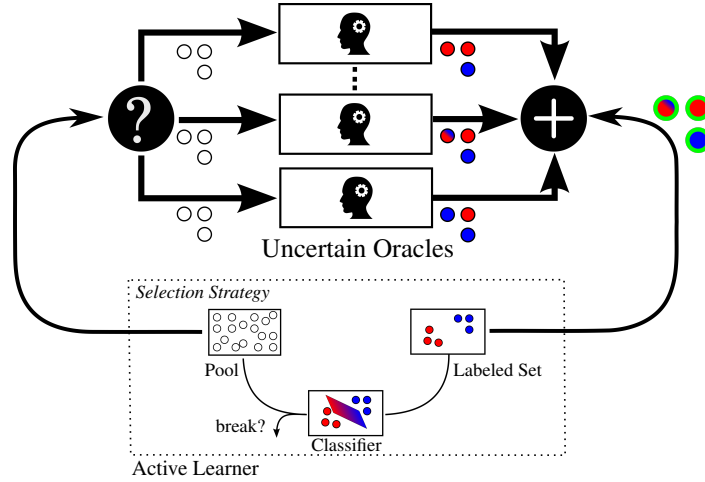 ?
+
Uncertain Oracles
Selection Strategy
Pool
Labeled Set
break?
Classifier
Active Learner